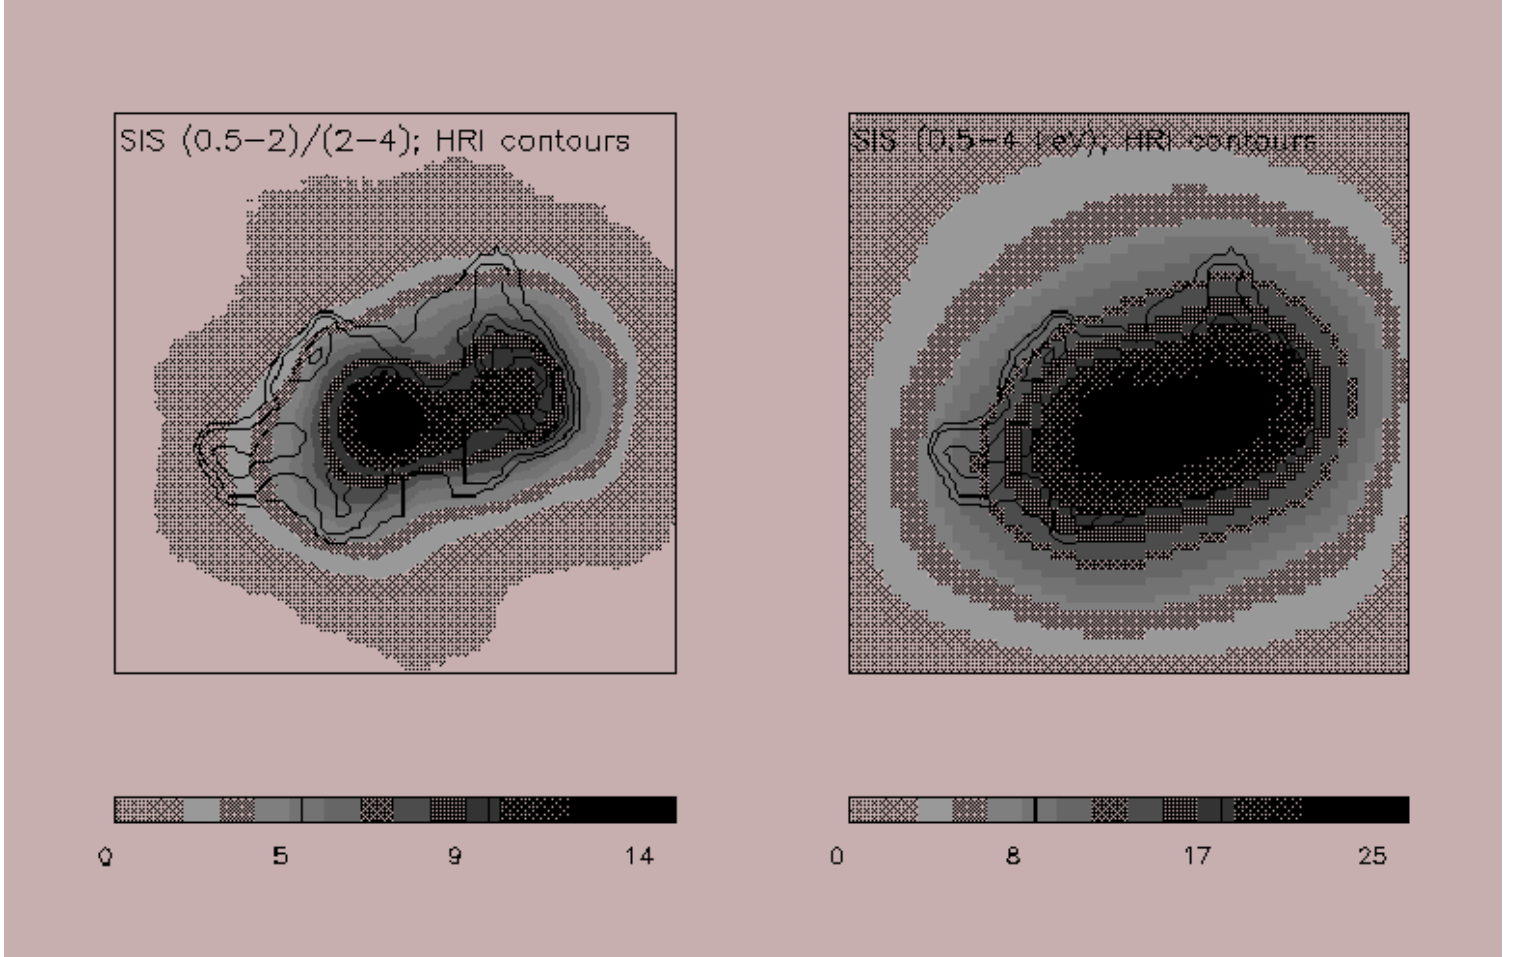 SIS (0.5−2)/(2−4); HRI contours
SIS (0.5−4 keV); HRI contours
0 5 9 14
0 8 17 25